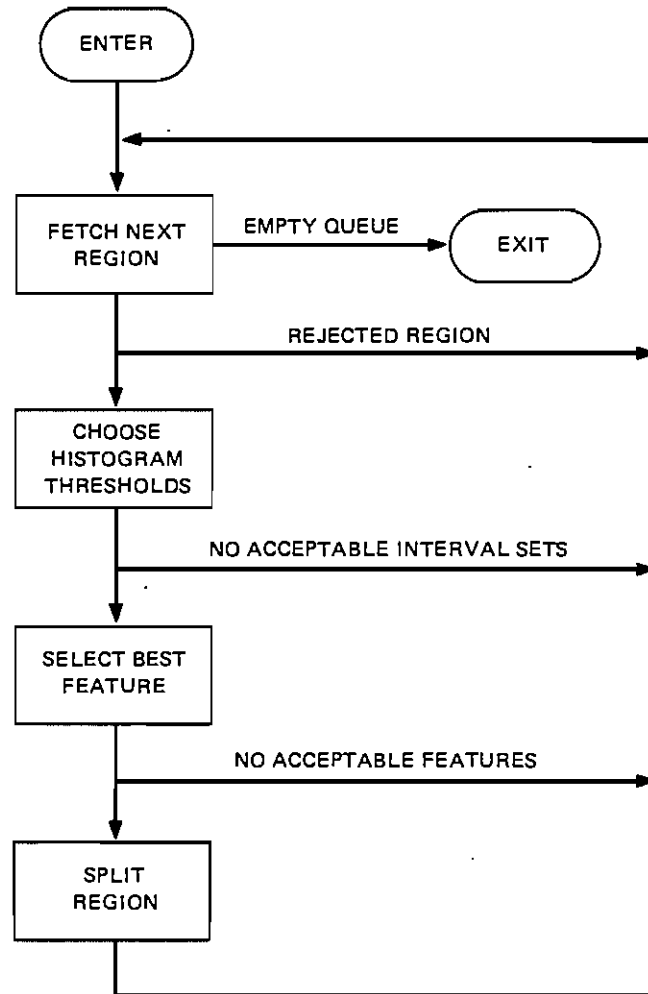 ENTER
FETCH NEXT
REGION
EMPTY QUEUE
EXIT
REJECTED REGION
CHOOSE
HISTOGRAM
THRESHOLDS
NO ACCEPTABLE INTERVAL SETS
SELECT BEST
FEATURE
NO ACCEPTABLE FEATURES
SPLIT
REGION